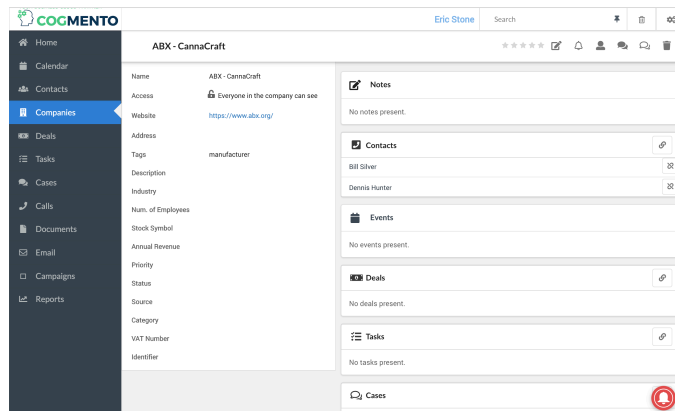 COGMENTO
Eric Stone
Search
Home
Calendar
Contacts
Companies
Deals
Tasks
Cases
Calls
Documents
Email
Campaigns
Reports
ABX - CannaCraft
Name ABX - CannaCraft
Access Everyone in the company can see
Website https://www.abx.org/
Address
Tags manufacturer
Description
Industry
Num. of Employees
Stock Symbol
Annual Revenue
Priority
Status
Source
Category
VAT Number
Identifier
Notes
No notes present.
Contacts
Bill Silver
Dennis Hunter
Events
No events present.
Deals
No deals present.
Tasks
No tasks present.
Cases